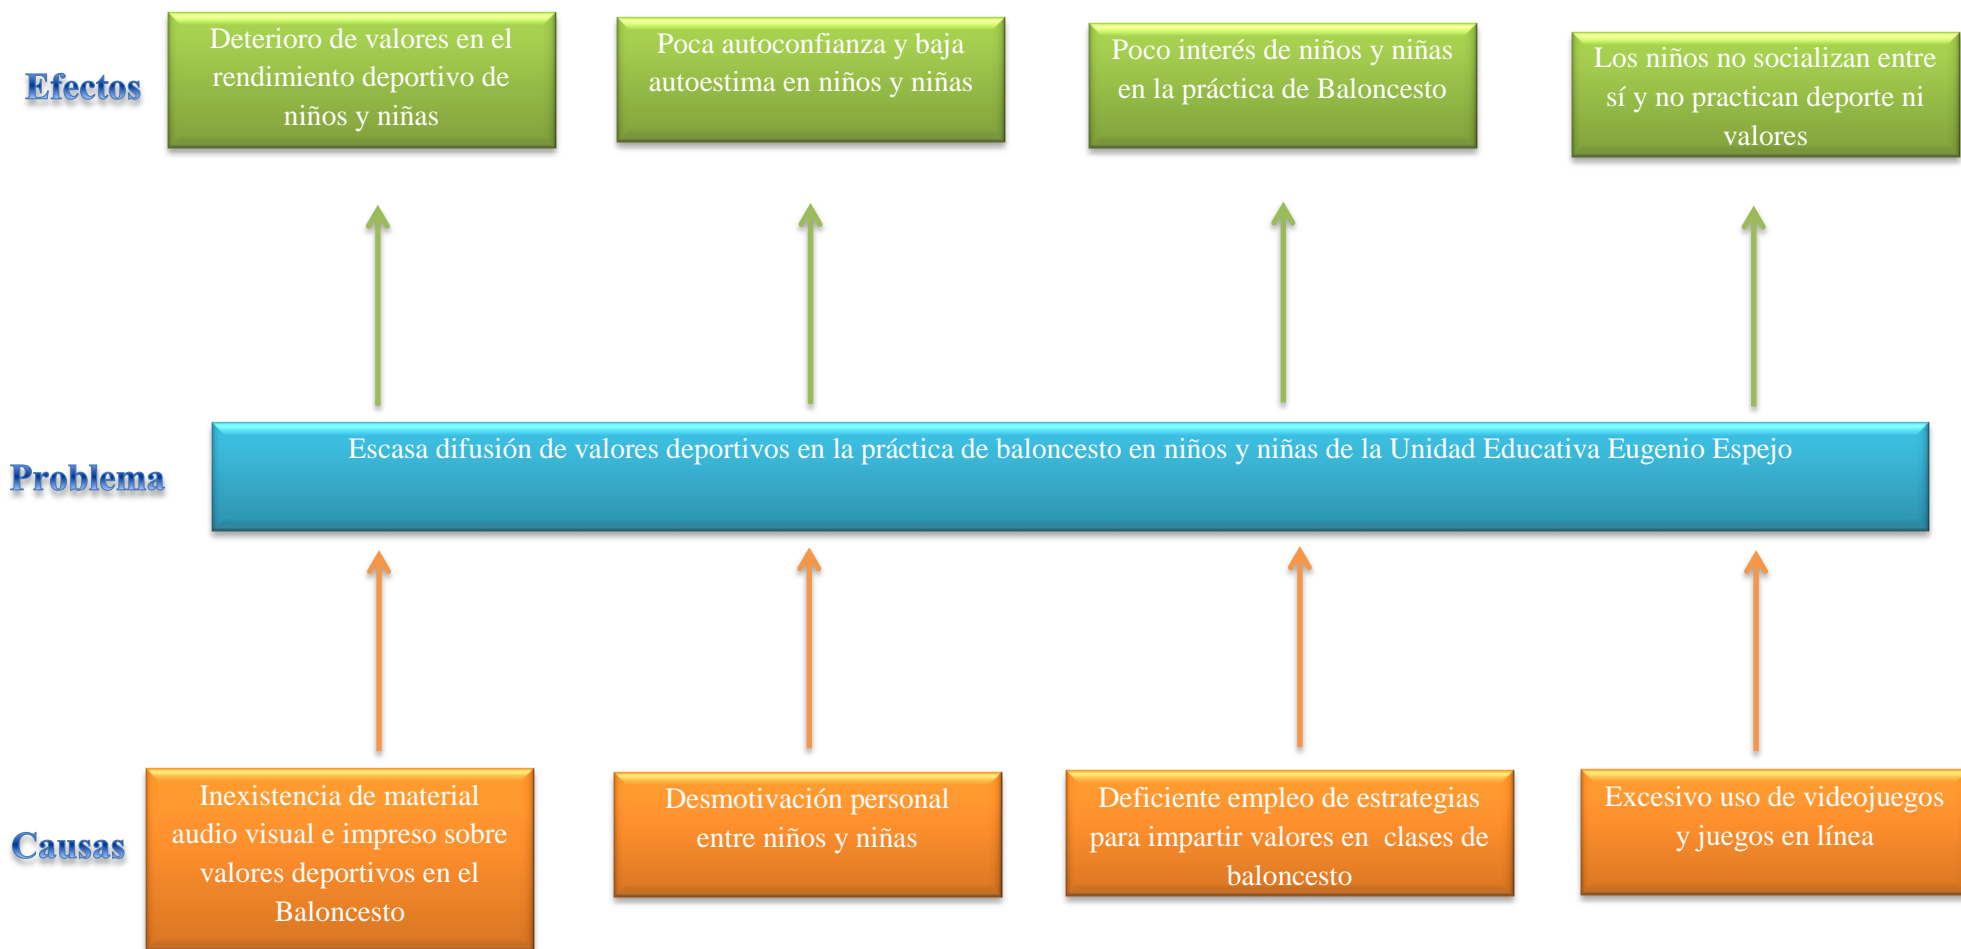 Efectos
Deterioro de valores en el
rendimiento deportivo de
niños y niñas
Poca autoconfianza y baja
autoestima en niños y niñas
Poco interés de niños y niñas
en la práctica de Baloncesto
Los niños no socializan entre
sí y no practican deporte ni
valores
Problema
Escasa difusión de valores deportivos en la práctica de baloncesto en niños y niñas de la Unidad Educativa Eugenio Espejo
Causas
Inexistencia de material
audio visual e impreso sobre
valores deportivos en el
Baloncesto
Desmotivación personal
entre niños y niñas
Deficiente empleo de estrategias
para impartir valores en  clases de
baloncesto
Excesivo uso de videojuegos
y juegos en línea